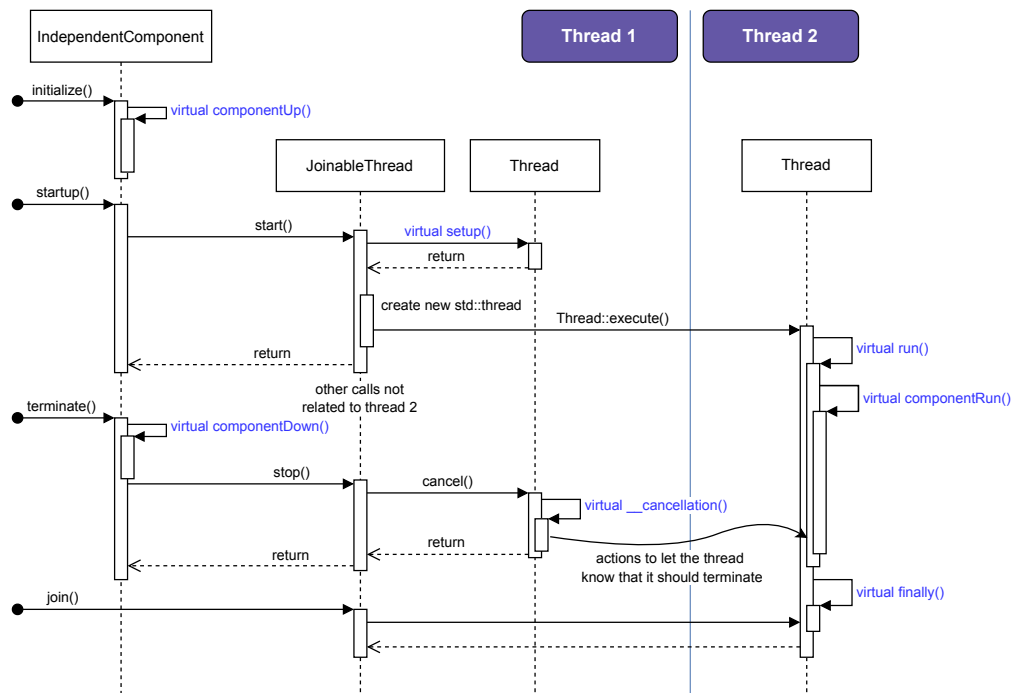 IndependentComponent
Thread 1
Thread 2
initialize()
virtual componentUp()
JoinableThread
Thread
Thread
startup()
start()
virtual setup()
return
create new std::thread
Thread::execute()
virtual run()
return
other calls not
related to thread 2
virtual componentRun()
terminate()
virtual componentDown()
stop()
cancel()
virtual __cancellation()
return
return
actions to let the thread
know that it should terminate
join()
virtual finally()